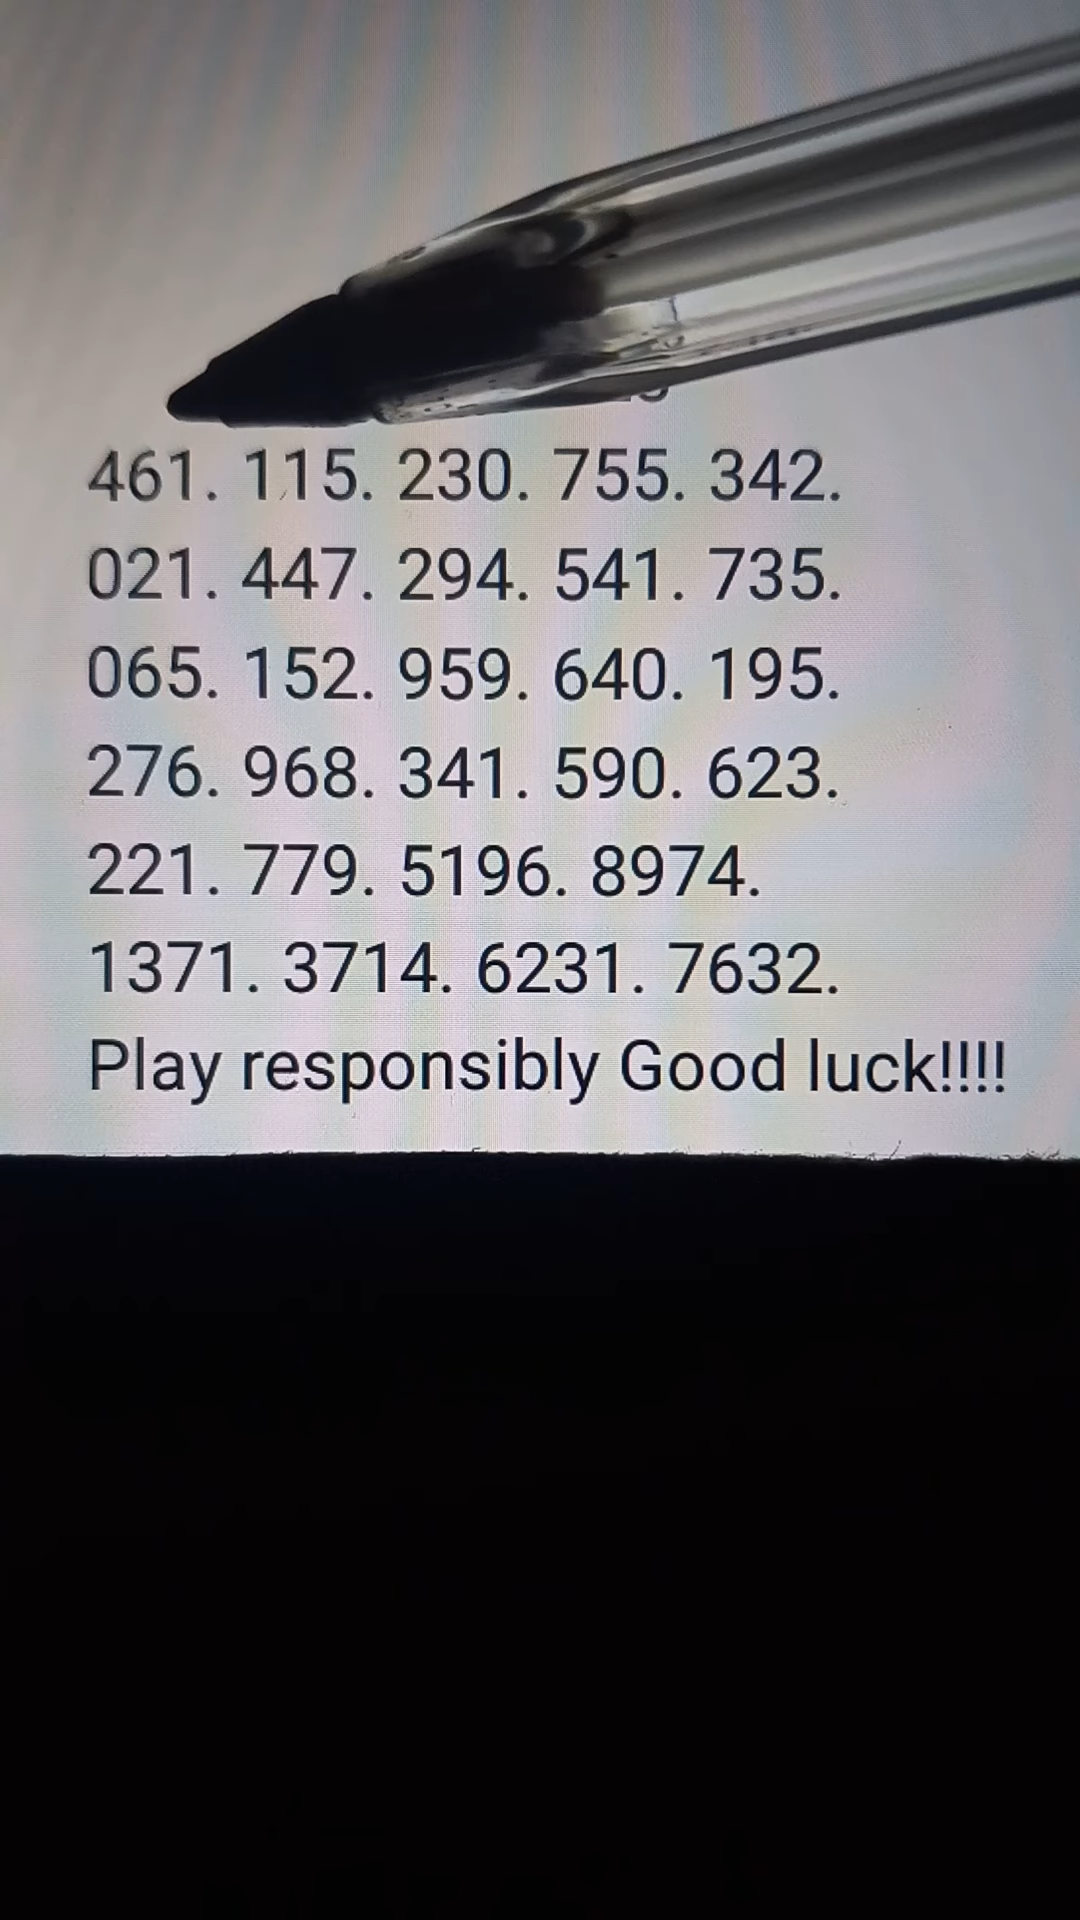 461. 115. 230. 755. 342.
021. 447. 294. 541. 735.
065. 152. 959. 640. 195.
276. 968. 341. 590. 623.
221. 779. 5196. 8974.
1371. 3714. 6231. 7632.
Play responsibly Good luck!!!!